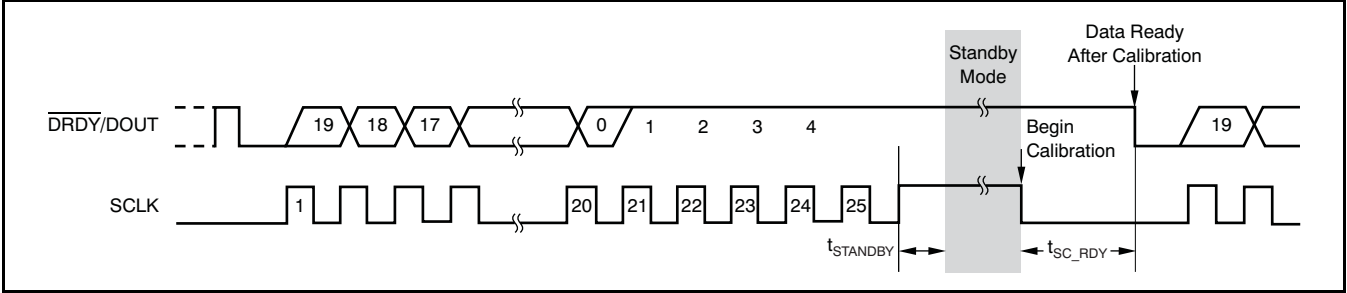 Data Ready
After Calibration
Standby
Mode
DRDY/DOUT
19 18 17 0 1 2 3 4 19
Begin
Calibration
SCLK
1 20 21 22 23 24 25
tSTANDBY
tSC_RDY